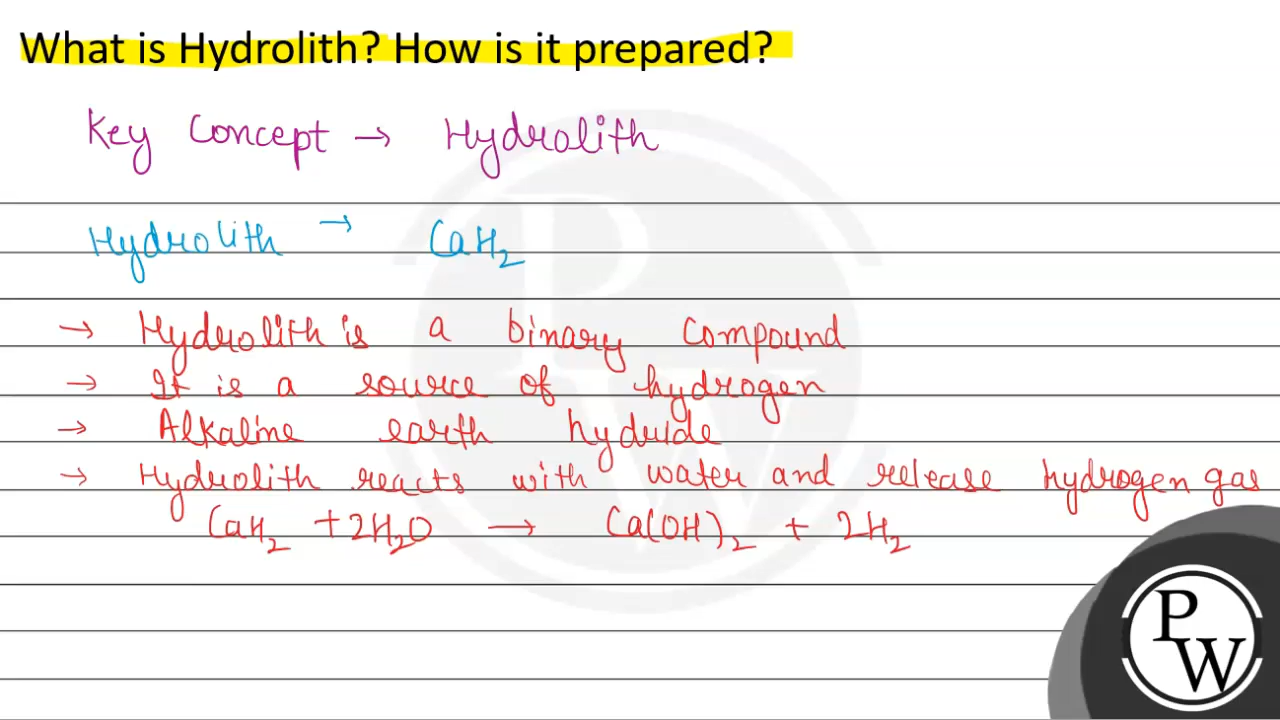 What is Hydrolith? How is it prepared?
Key Concept → Hydrolith
Hydrolith → CaH₂
→ Hydrolith is a binary compound
→ It is a source of hydrogen
→ Alkaline earth hydride
→ Hydrolith reacts with water and release hydrogen gas
CaH₂ + 2H₂O → Ca(OH)₂ + 2H₂
PW